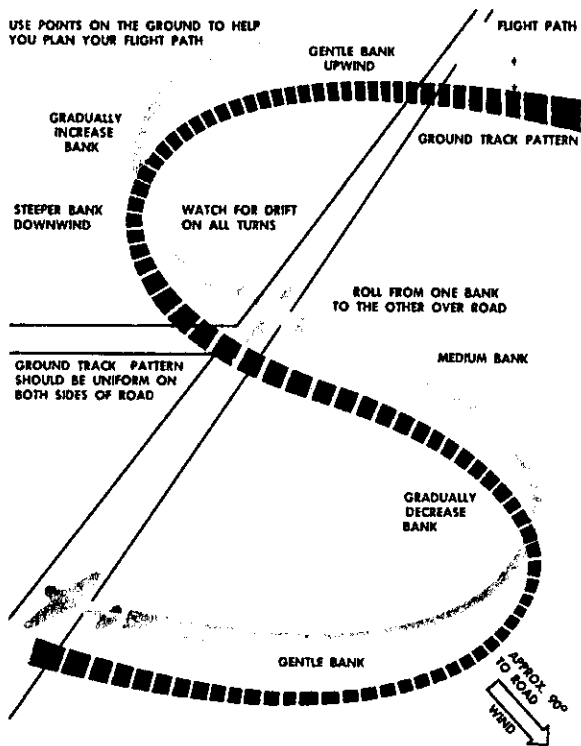 USE POINTS ON THE GROUND TO HELP
YOU PLAN YOUR FLIGHT PATH
FLIGHT PATH
GENTLE BANK
UPWIND
GRADUALLY
INCREASE
BANK
GROUND TRACK PATTERN
STEEPER BANK
DOWNWIND
WATCH FOR DRIFT
ON ALL TURNS
ROLL FROM ONE BANK
TO THE OTHER OVER ROAD
GROUND TRACK PATTERN
SHOULD BE UNIFORM ON
BOTH SIDES OF ROAD
MEDIUM BANK
GRADUALLY
DECREASE
BANK
GENTLE BANK
APPROX. 90°
TO ROAD
WIND